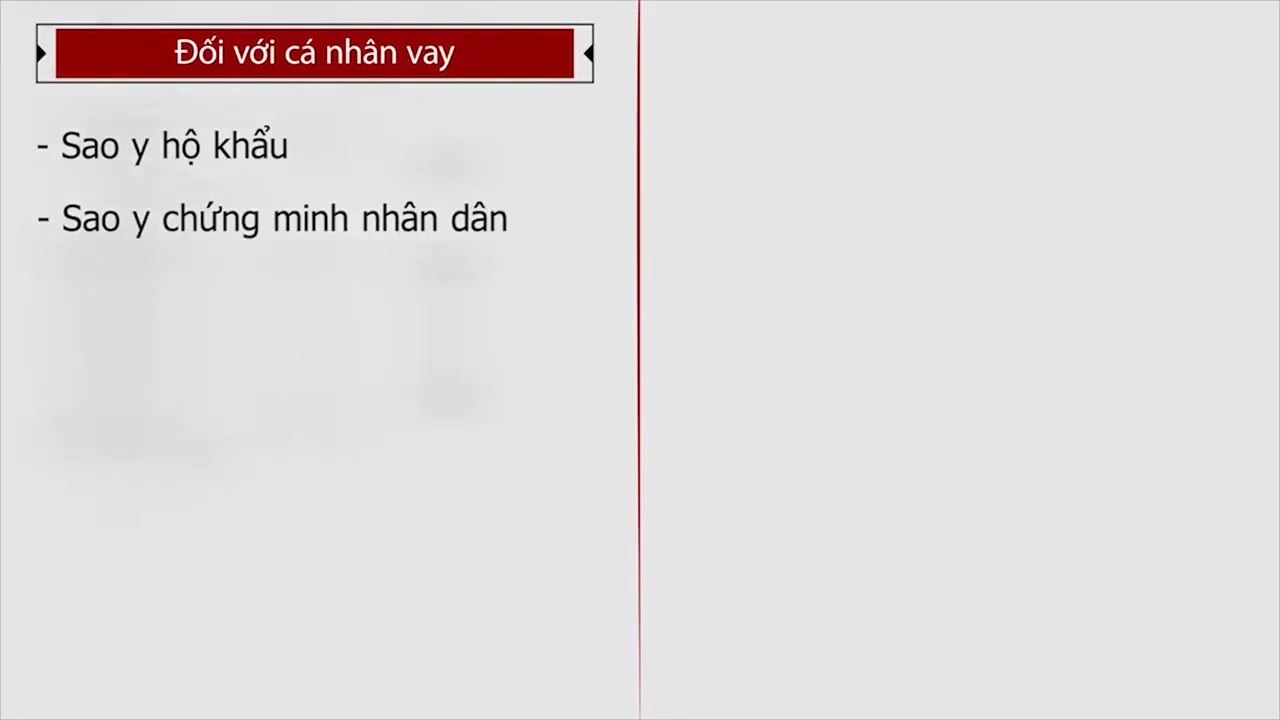 Đối với cá nhân vay
- Sao y hộ khẩu
- Sao y chứng minh nhân dân